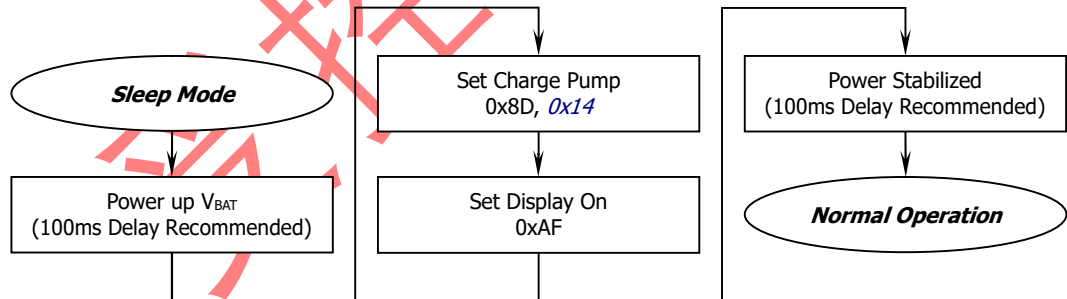 Sleep Mode
Power up VBAT
(100ms Delay Recommended)
Set Charge Pump
0x8D, 0x14
Set Display On
0xAF
Power Stabilized
(100ms Delay Recommended)
Normal Operation